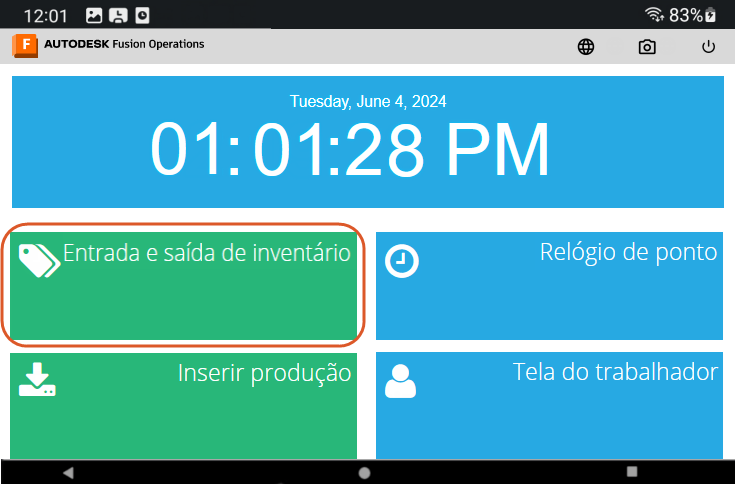 12:01 83%
F AUTODESK Fusion Operations
Tuesday, June 4, 2024
01:01:28 PM
Entrada e saída de inventário
Relógio de ponto
Inserir produção
Tela do trabalhador